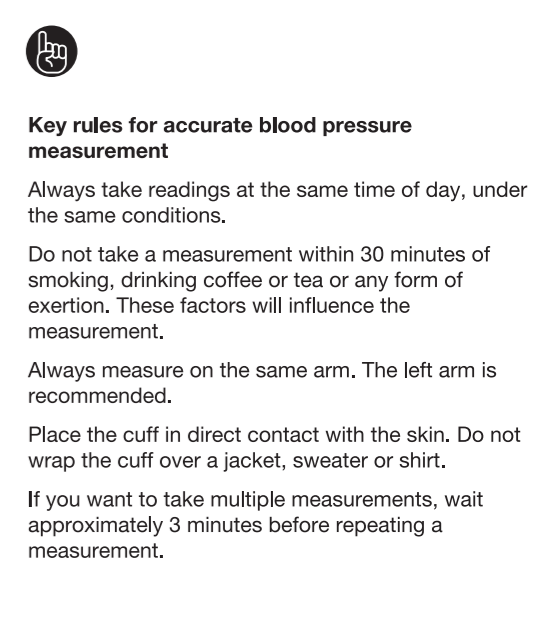 Key rules for accurate blood pressure
measurement
Always take readings at the same time of day, under
the same conditions.
Do not take a measurement within 30 minutes of
smoking, drinking coffee or tea or any form of
exertion. These factors will influence the
measurement.
Always measure on the same arm. The left arm is
recommended.
Place the cuff in direct contact with the skin. Do not
wrap the cuff over a jacket, sweater or shirt.
If you want to take multiple measurements, wait
approximately 3 minutes before repeating a
measurement.